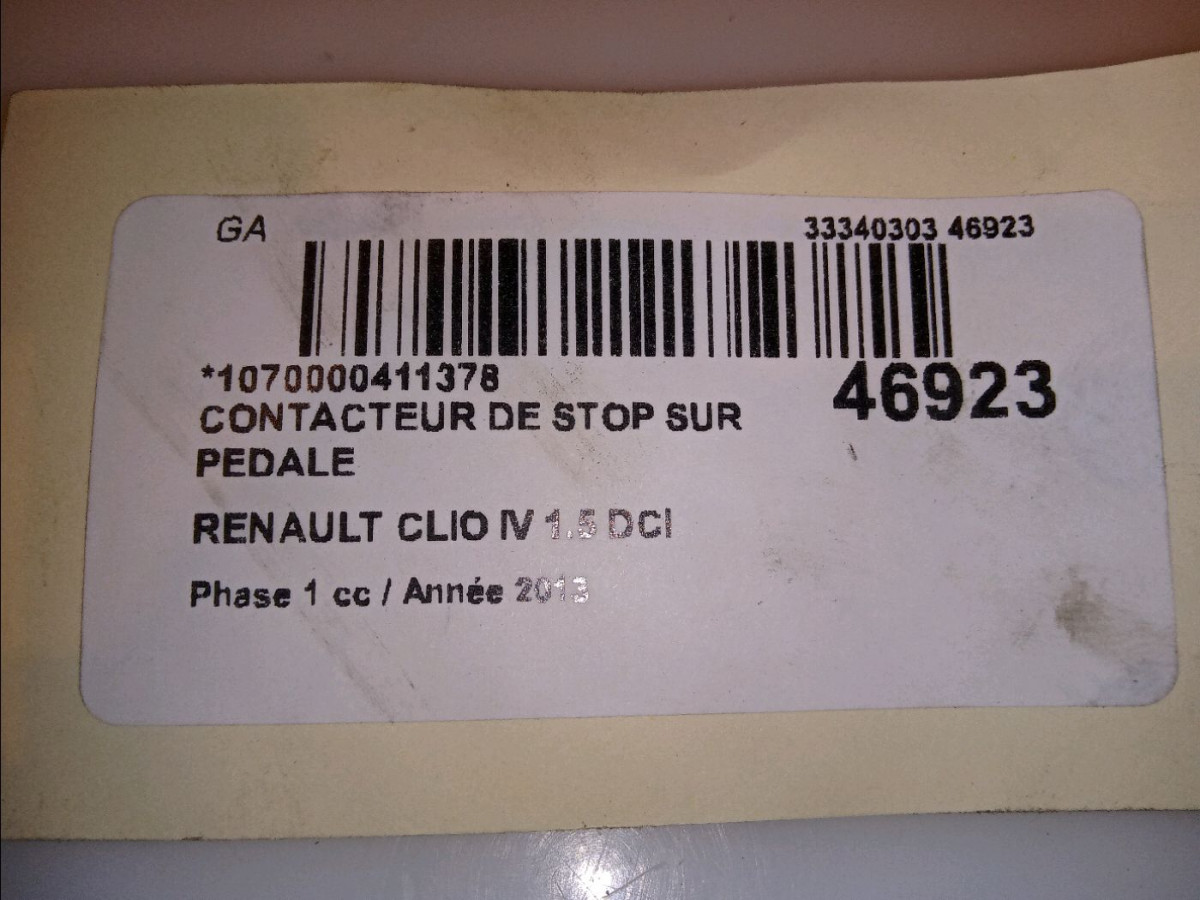 GA
33340303 46923
*1070000411378
46923
CONTACTEUR DE STOP SUR
PEDALE
RENAULT CLIO IV 1.5 DCI
Phase 1 cc / Année 2013